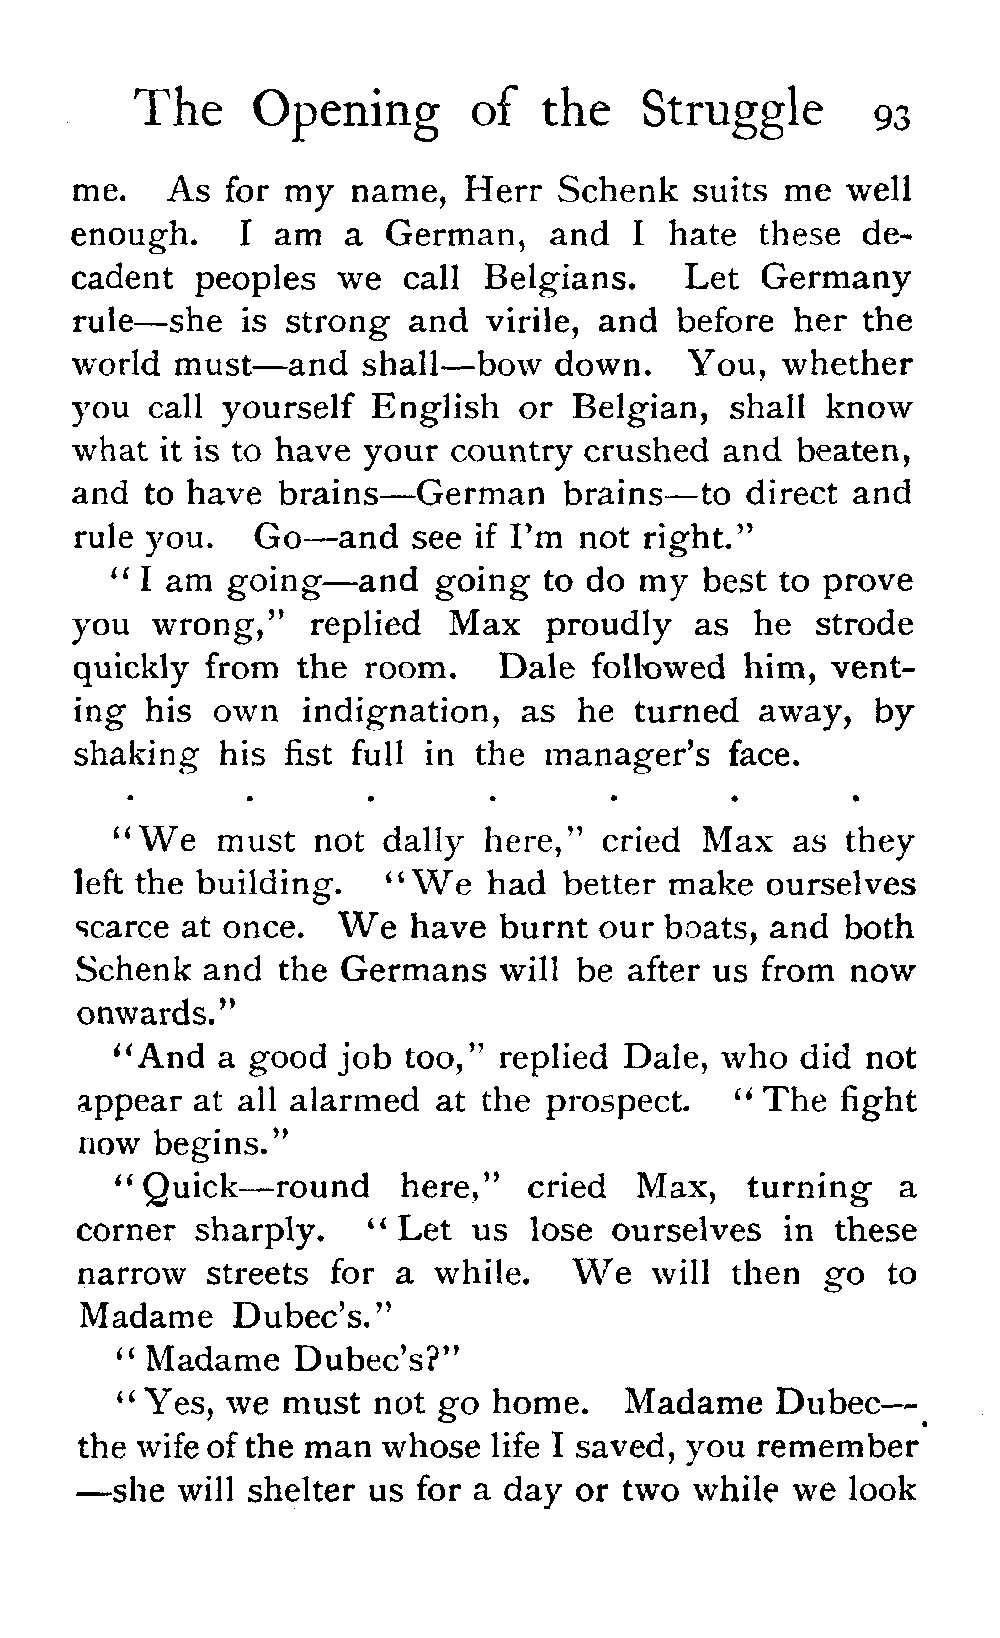 The Opening of the Struggle 93
me. As for my name, Herr Schenk suits me well
enough. I am a German, and I hate these de-
cadent peoples we call Belgians. Let Germany
rule—she is strong and virile, and before her the
world must—and shall—bow down. You, whether
you call yourself English or Belgian, shall know
what it is to have your country crushed and beaten,
and to have brains—German brains—to direct and
rule you. Go—and see if I'm not right."
"I am going—and going to do my best to prove
you wrong," replied Max proudly as he strode
quickly from the room. Dale followed him, vent-
ing his own indignation, as he turned away, by
shaking his fist full in the manager's face.
. . . . . . .
"We must not dally here," cried Max as they
left the building. "We had better make ourselves
scarce at once. We have burnt our boats, and both
Schenk and the Germans will be after us from now
onwards."
"And a good job too," replied Dale, who did not
appear at all alarmed at the prospect. "The fight
now begins."
"Quick—round here," cried Max, turning a
corner sharply. "Let us lose ourselves in these
narrow streets for a while. We will then go to
Madame Dubec's."
"Madame Dubec's?"
"Yes, we must not go home. Madame Dubec—
the wife of the man whose life I saved, you remember
—she will shelter us for a day or two while we look